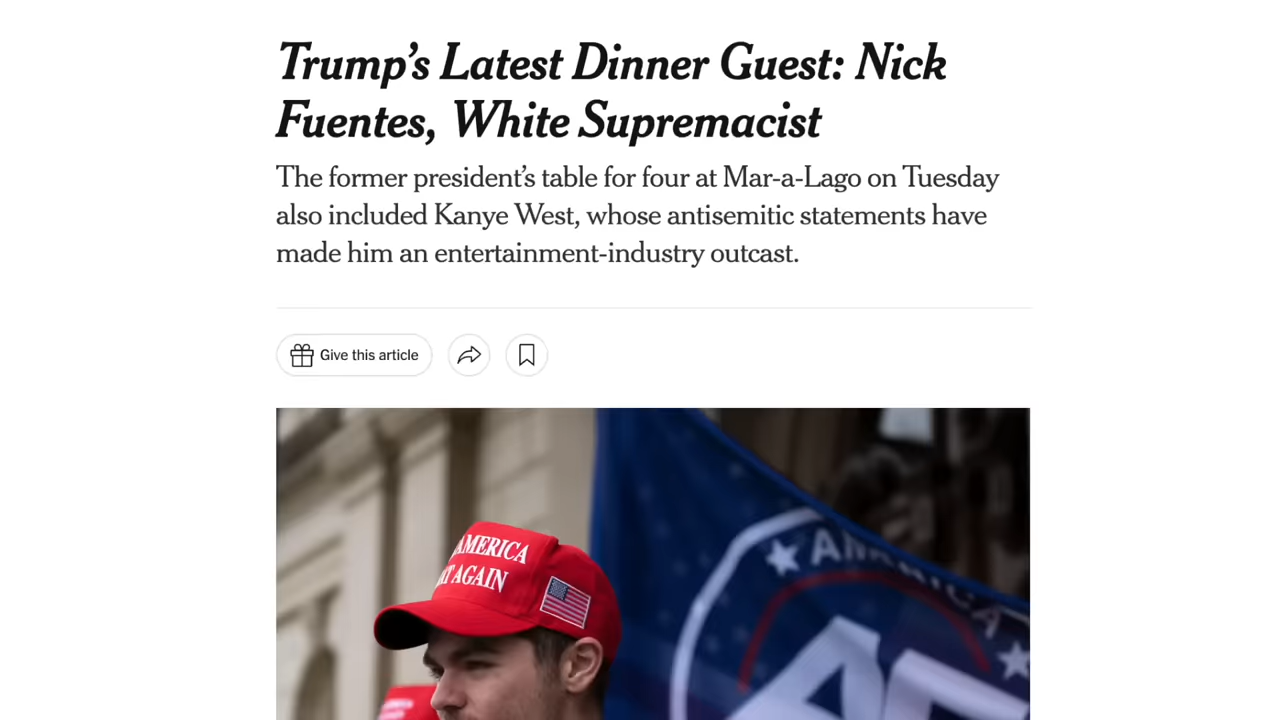 Trump’s Latest Dinner Guest: Nick
Fuentes, White Supremacist
The former president’s table for four at Mar-a-Lago on Tuesday
also included Kanye West, whose antisemitic statements have
made him an entertainment-industry outcast.
Give this article
AMERICA
AGAIN
AMERICA